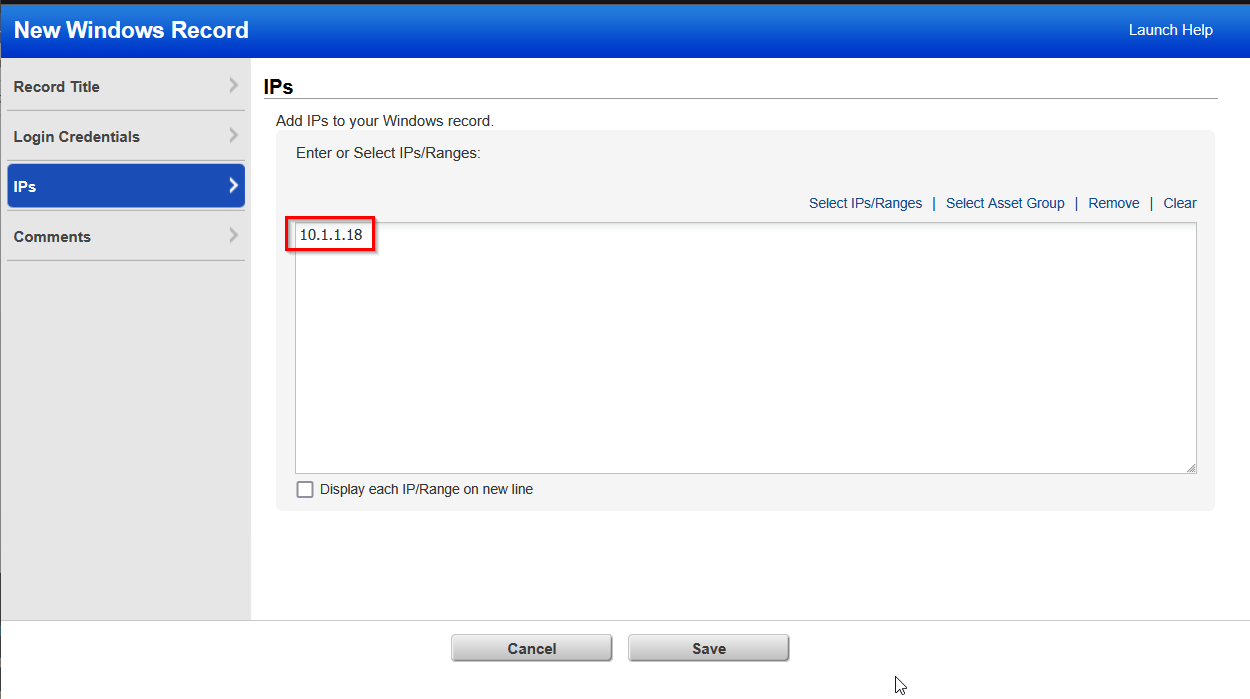 New Windows Record
Launch Help
Record Title
Login Credentials
IPs
Comments
IPs
Add IPs to your Windows record.
Enter or Select IPs/Ranges:
Select IPs/Ranges | Select Asset Group | Remove | Clear
10.1.1.18
Display each IP/Range on new line
Cancel
Save